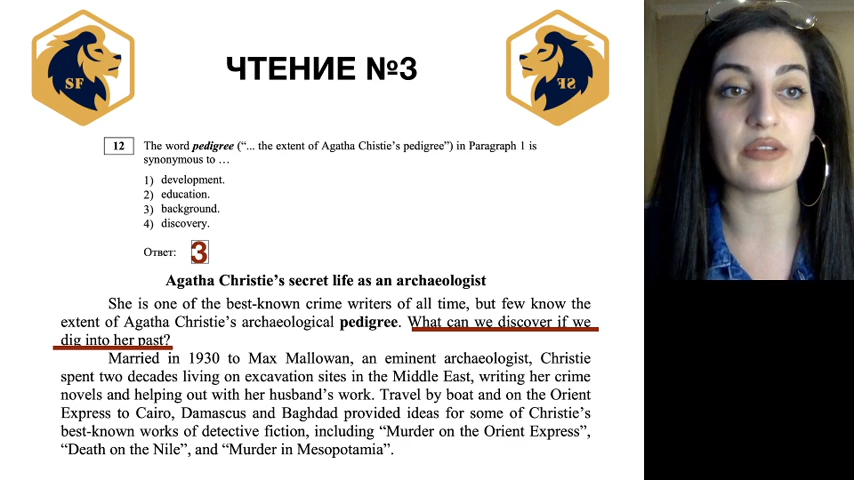 SF
SF
ЧТЕНИЕ №3
12 The word pedigree (“... the extent of Agatha Chistie’s pedigree”) in Paragraph 1 is
synonymous to …
1) development.
2) education.
3) background.
4) discovery.
Ответ: 3
Agatha Christie’s secret life as an archaeologist
She is one of the best-known crime writers of all time, but few know the
extent of Agatha Christie’s archaeological pedigree. What can we discover if we
dig into her past?
Married in 1930 to Max Mallowan, an eminent archaeologist, Christie
spent two decades living on excavation sites in the Middle East, writing her crime
novels and helping out with her husband’s work. Travel by boat and on the Orient
Express to Cairo, Damascus and Baghdad provided ideas for some of Christie’s
best-known works of detective fiction, including “Murder on the Orient Express”,
“Death on the Nile”, and “Murder in Mesopotamia”.